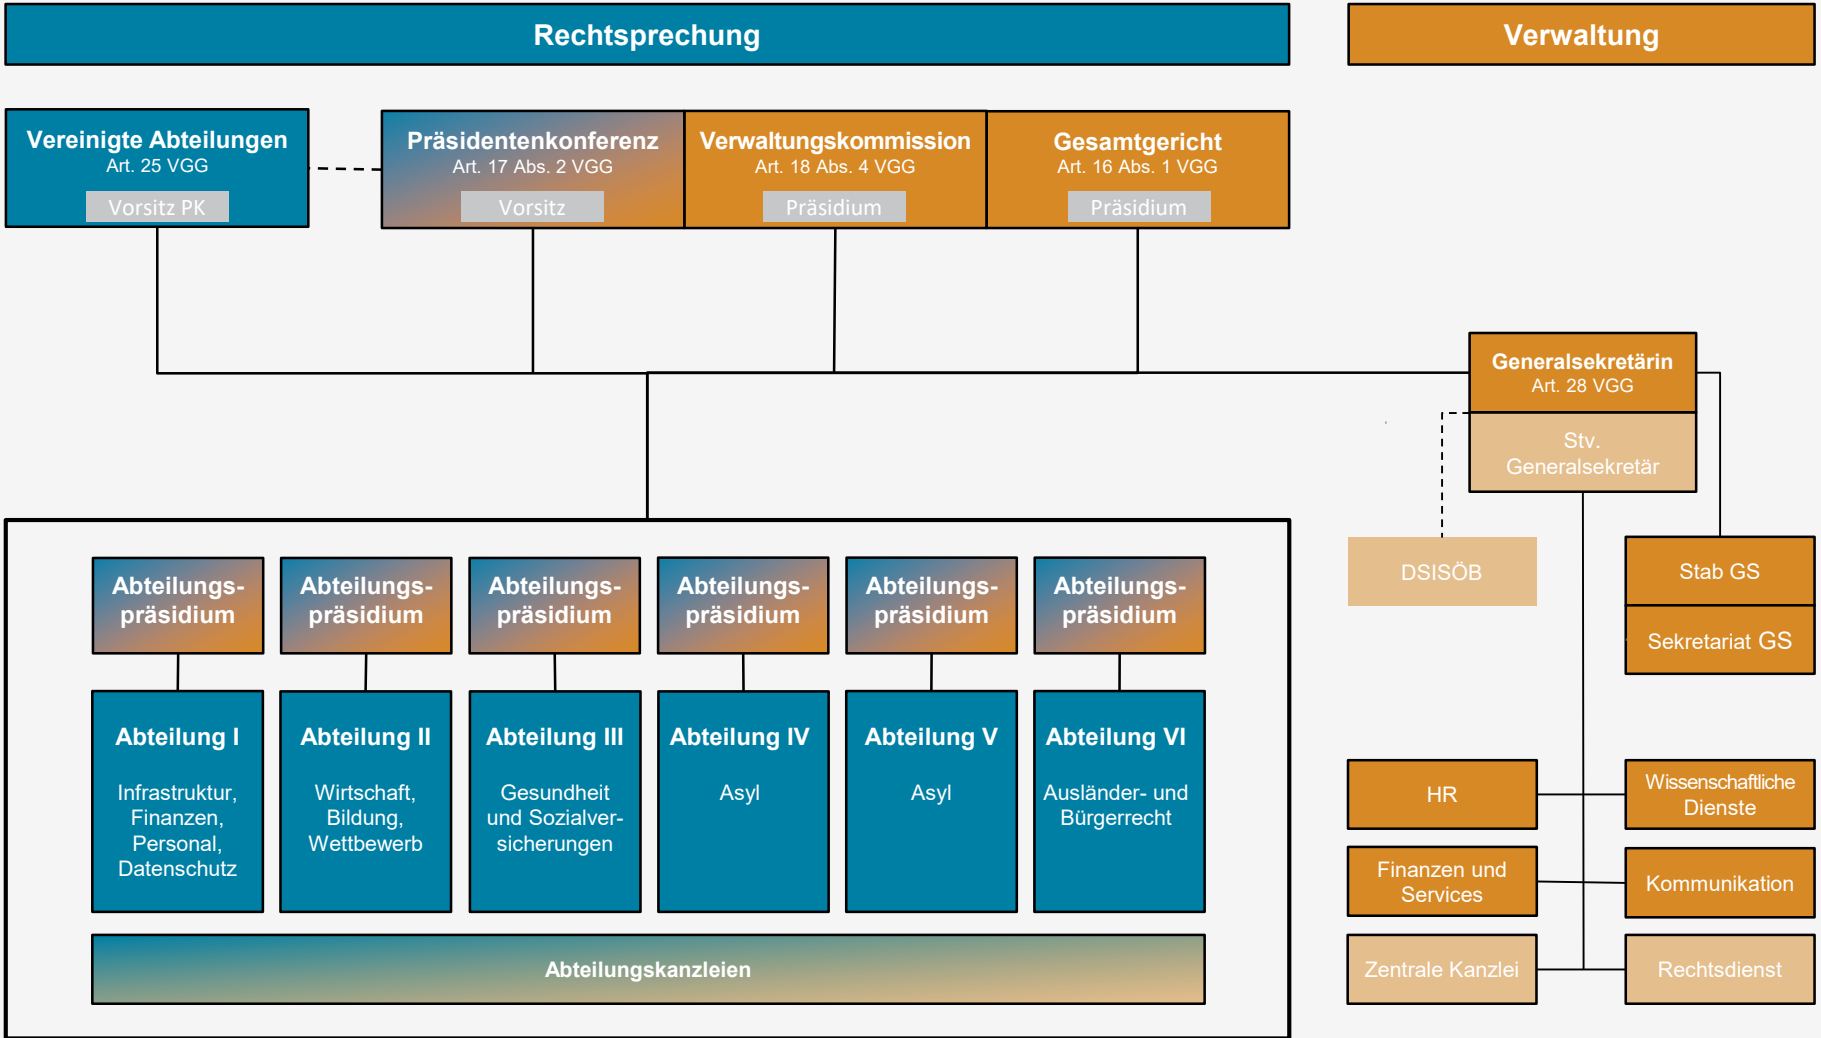 Rechtsprechung
Verwaltung
Vereinigte Abteilungen
Art. 25 VGG
Vorsitz PK
Präsidentenkonferenz
Art. 17 Abs. 2 VGG
Vorsitz
Verwaltungskommission
Art. 18 Abs. 4 VGG
Präsidium
Gesamtgericht
Art. 16 Abs. 1 VGG
Präsidium
Generalsekretärin
Art. 28 VGG
Stv.
Generalsekretär
DSISÖB
Stab GS
Sekretariat GS
Abteilungs-
präsidium
Abteilungs-
präsidium
Abteilungs-
präsidium
Abteilungs-
präsidium
Abteilungs-
präsidium
Abteilungs-
präsidium
Abteilung I
Infrastruktur,
Finanzen,
Personal,
Datenschutz
Abteilung II
Wirtschaft,
Bildung,
Wettbewerb
Abteilung III
Gesundheit
und Sozialver-
sicherungen
Abteilung IV
Asyl
Abteilung V
Asyl
Abteilung VI
Ausländer- und
Bürgerrecht
Abteilungskanzleien
HR
Wissenschaftliche
Dienste
Finanzen und
Services
Kommunikation
Zentrale Kanzlei
Rechtsdienst